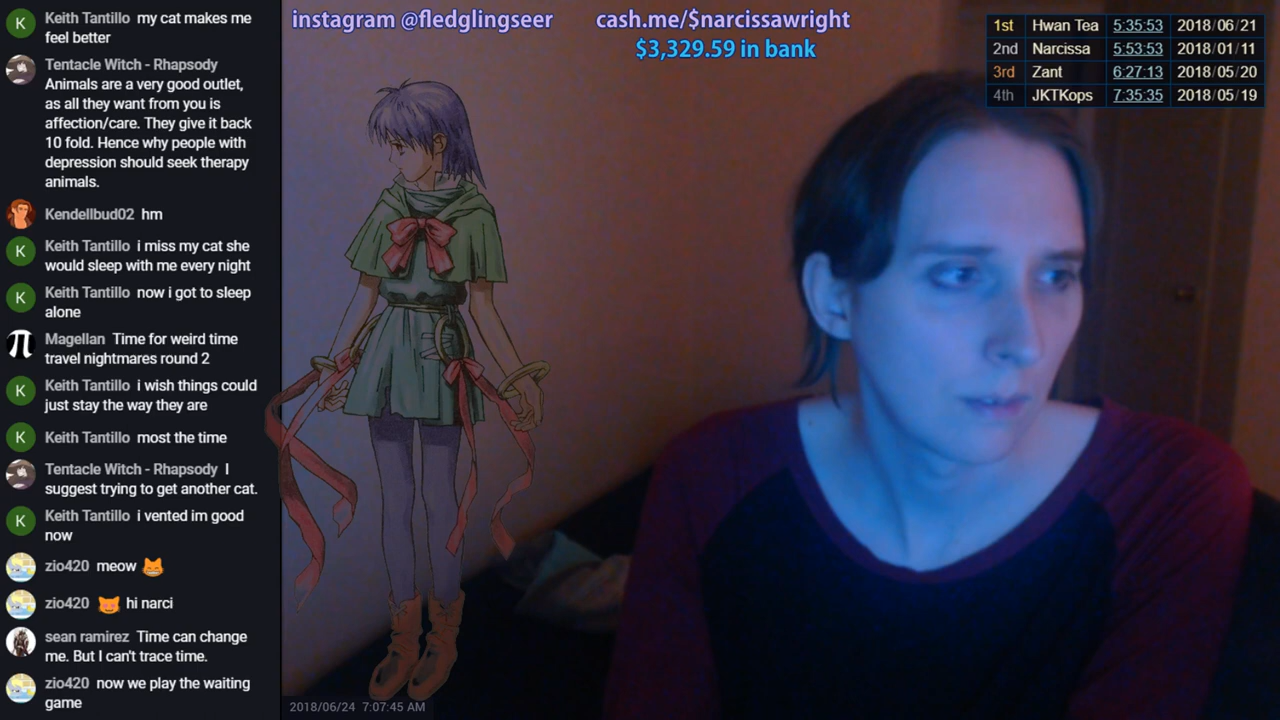 Keith Tantillo my cat makes me
feel better
Tentacle Witch - Rhapsody
Animals are a very good outlet,
as all they want from you is
affection/care. They give it back
10 fold. Hence why people with
depression should seek therapy
animals.
Kendellbud02 hm
K Keith Tantillo i miss my cat she
would sleep with me every night
K Keith Tantillo now i got to sleep
alone
Magellan Time for weird time
travel nightmares round 2
K Keith Tantillo i wish things could
just stay the way they are
K Keith Tantillo most the time
Tentacle Witch - Rhapsody I
suggest trying to get another cat.
K Keith Tantillo i vented im good
now
zio420 meow
zio420 hi narci
sean ramirez Time can change
me. But I can't trace time.
zio420 now we play the waiting
game
instagram @fledglingseer cash.me/$narcissawright
$3,329.59 in bank
1st Hwan Tea 5:35:53 2018/06/21
2nd Narcissa 5:53:53 2018/01/11
3rd Zant 6:27:13 2018/05/20
4th JKTKops 7:35:35 2018/05/19
2018/06/24 7:07:45 AM